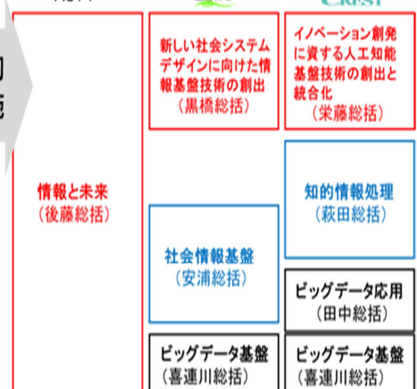 CREST
新しい社会システム
デザインに向けた情
報基盤技術の創出
(黒橋総括)
イノベーション創発
に資する人工知能
基盤技術の創出と
統合化
(栄藤総括)
情報と未来
(後藤総括)
知的情報処理
(萩田総括)
社会情報基盤
(安浦総括)
ビッグデータ応用
(田中総括)
ビッグデータ基盤
(喜連川総括)
ビッグデータ基盤
(喜連川総括)